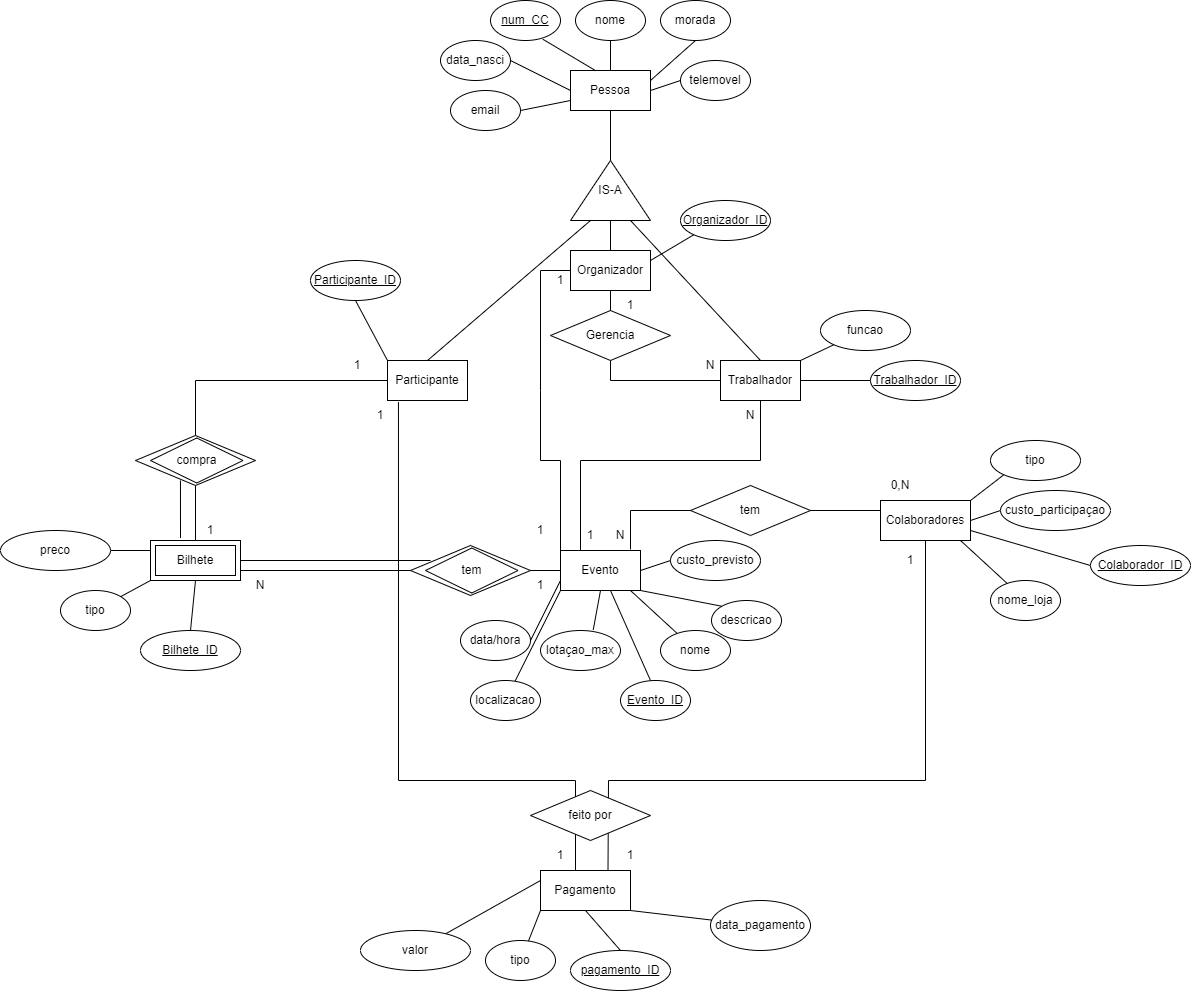 num_CC
nome
morada
data_nasci
telemovel
Pessoa
email
IS-A
Organizador_ID
Organizador
1
Participante_ID
1
Gerencia
funcao
1
N
Participante
Trabalhador
Trabalhador_ID
1
N
compra
tipo
0,N
custo_participaçao
tem
Colaboradores
1
1
1
N
preco
Bilhete
tem
Evento
custo_previsto
1
Colaborador_ID
N
1
tipo
nome_loja
descricao
data/hora
lotaçao_max
nome
Bilhete_ID
localizacao
Evento_ID
feito por
1
1
Pagamento
data_pagamento
valor
tipo
pagamento_ID